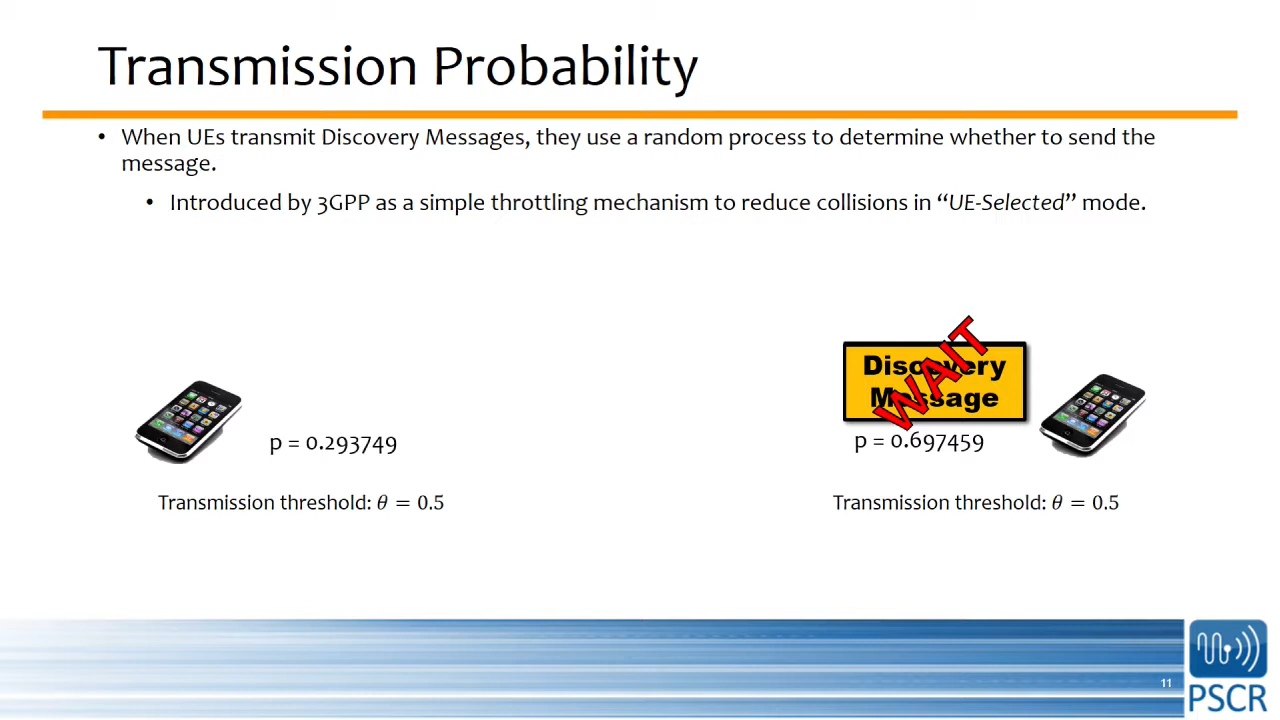 Transmission Probability
• When UEs transmit Discovery Messages, they use a random process to determine whether to send the
message.
• Introduced by 3GPP as a simple throttling mechanism to reduce collisions in “UE-Selected” mode.
Discovery
Message
WAIT
p = 0.293749
p = 0.697459
Transmission threshold: θ = 0.5
Transmission threshold: θ = 0.5
11
PSCR